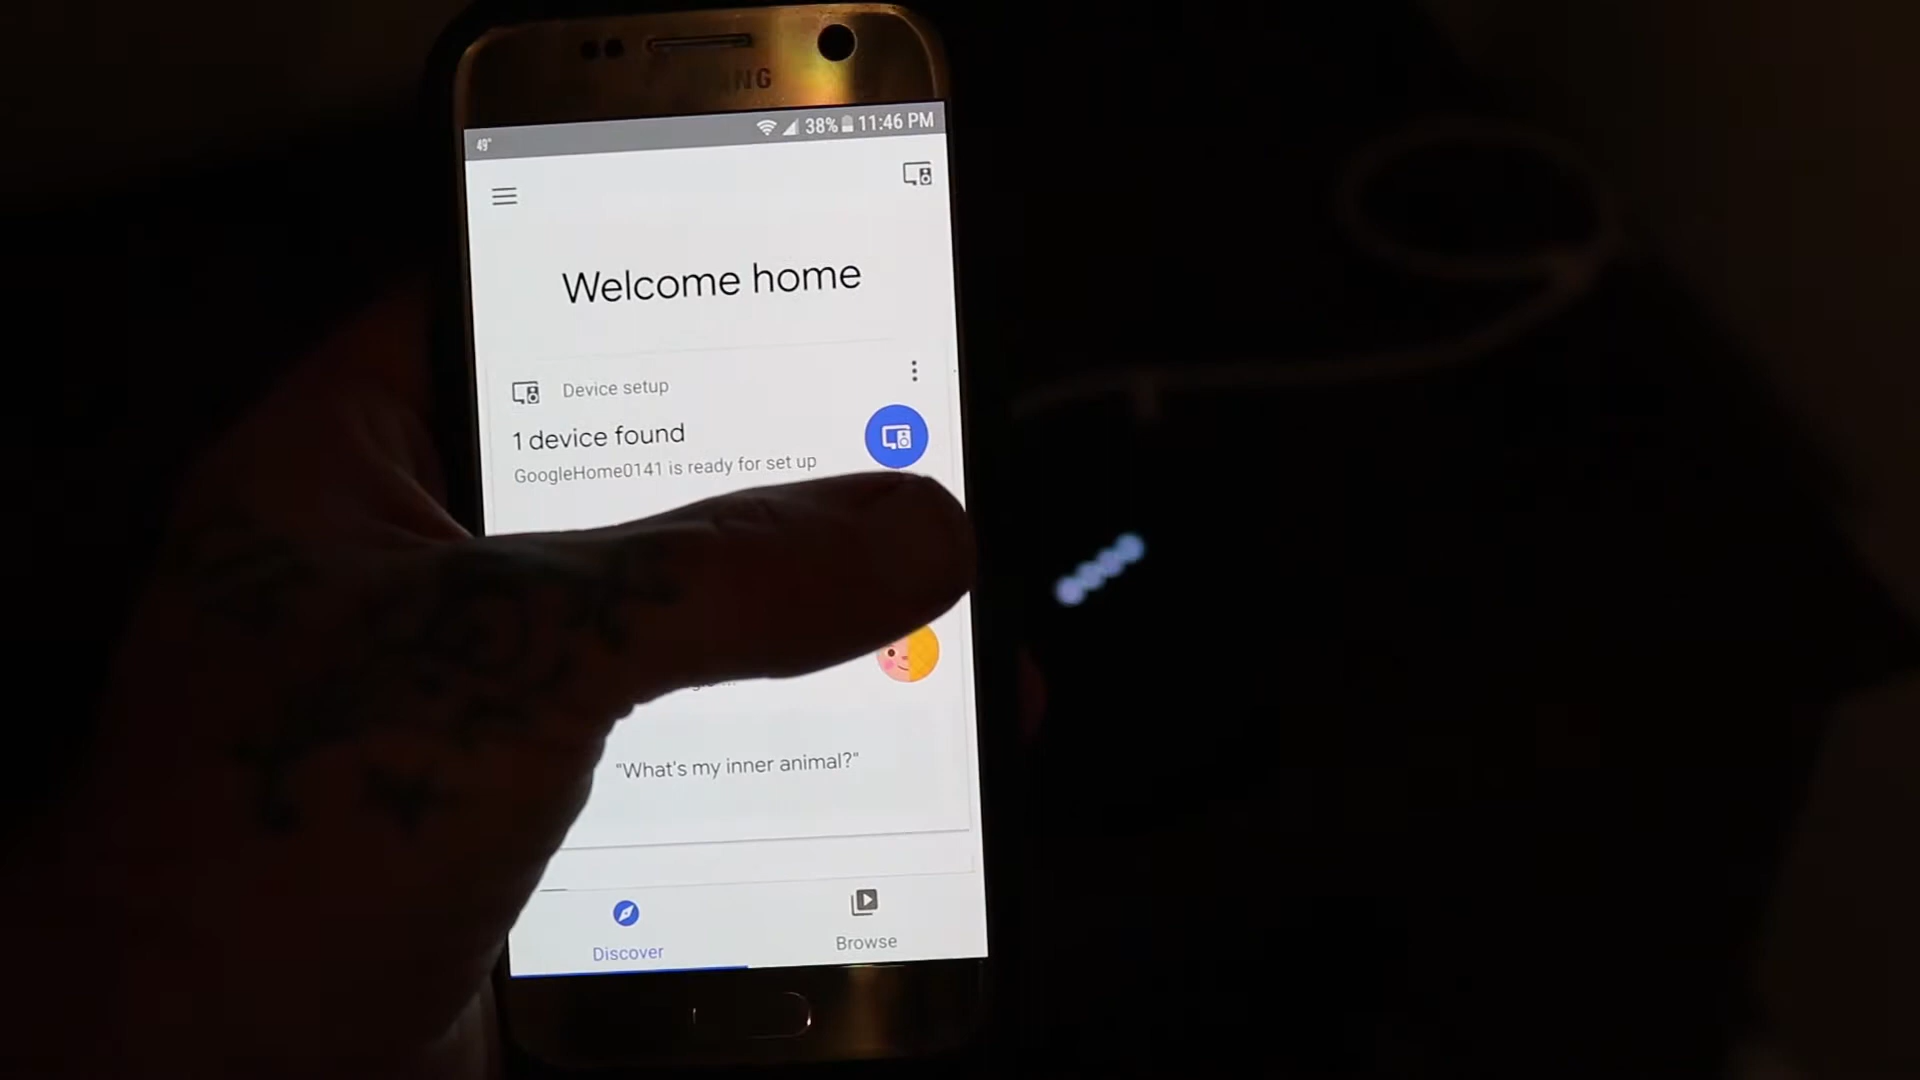 49°
38% 11:46 PM
Welcome home
Device setup
1 device found
GoogleHome0141 is ready for set up
"What's my inner animal?"
Discover
Browse